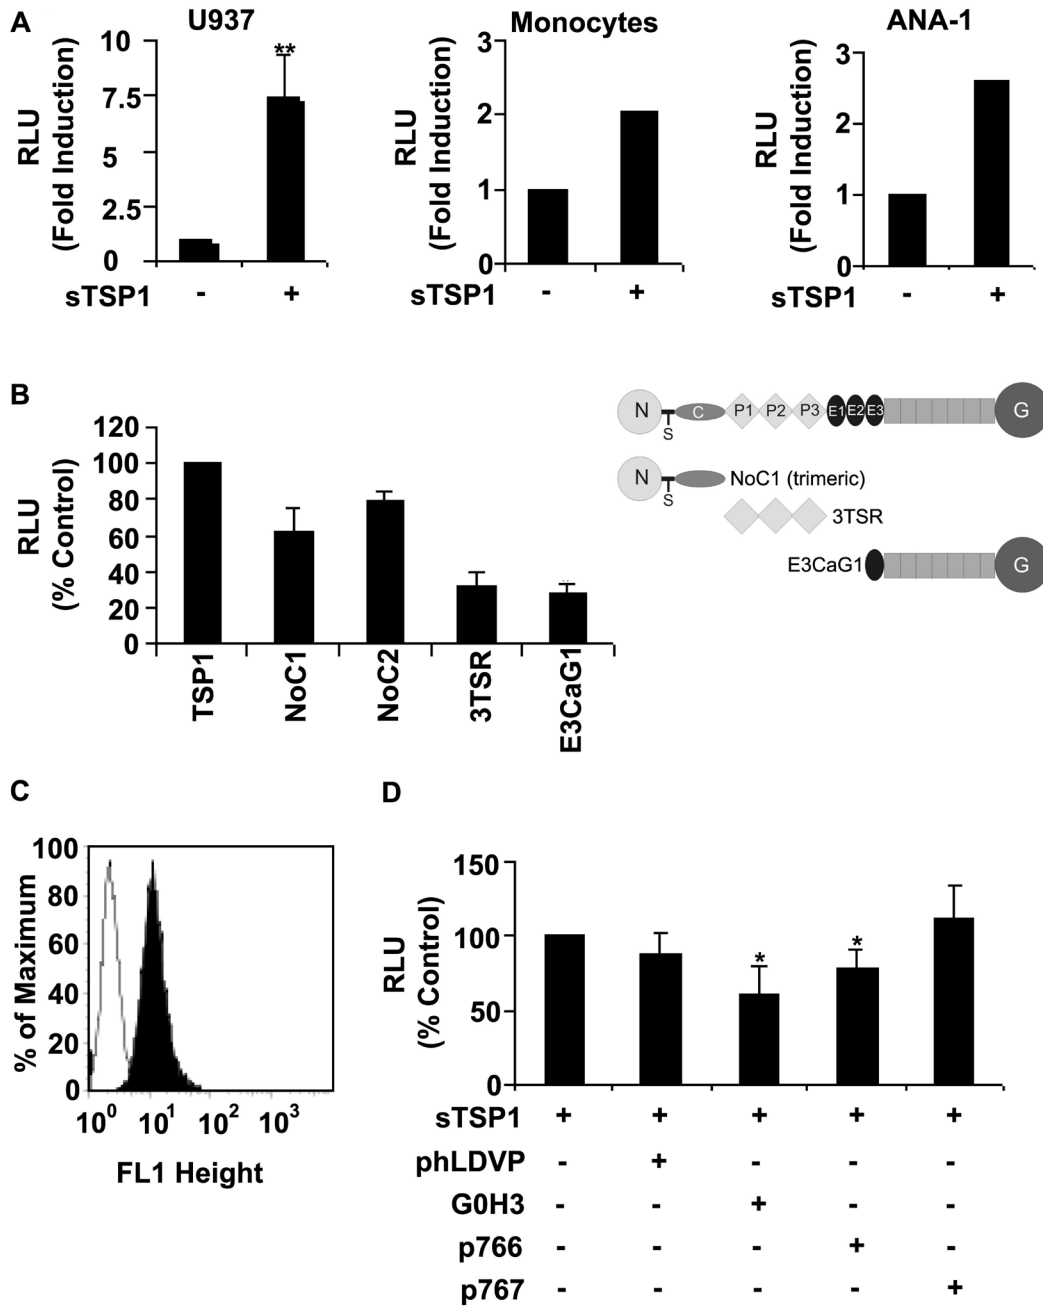 A
U937
Monocytes
ANA-1
RLU
(Fold Induction)
10
7.5
5
2.5
0
**
sTSP1 - +
RLU
(Fold Induction)
3
2
1
0
sTSP1 - +
RLU
(Fold Induction)
3
2
1
0
sTSP1 - +
B
RLU
(% Control)
120
100
80
60
40
20
0
TSP1
NoC1
NoC2
3TSR
E3CaG1
N S C P1 P2 P3 E1 E2 E3 G
N S NoC1 (trimeric)
3TSR
E3CaG1 G
C
% of Maximum
100
80
60
40
20
0
10⁰ 10¹ 10² 10³
FL1 Height
D
RLU
(% Control)
150
100
50
0
* *
sTSP1 + + + + +
phLDVP - + - - -
G0H3 - - + - -
p766 - - - + -
p767 - - - - +